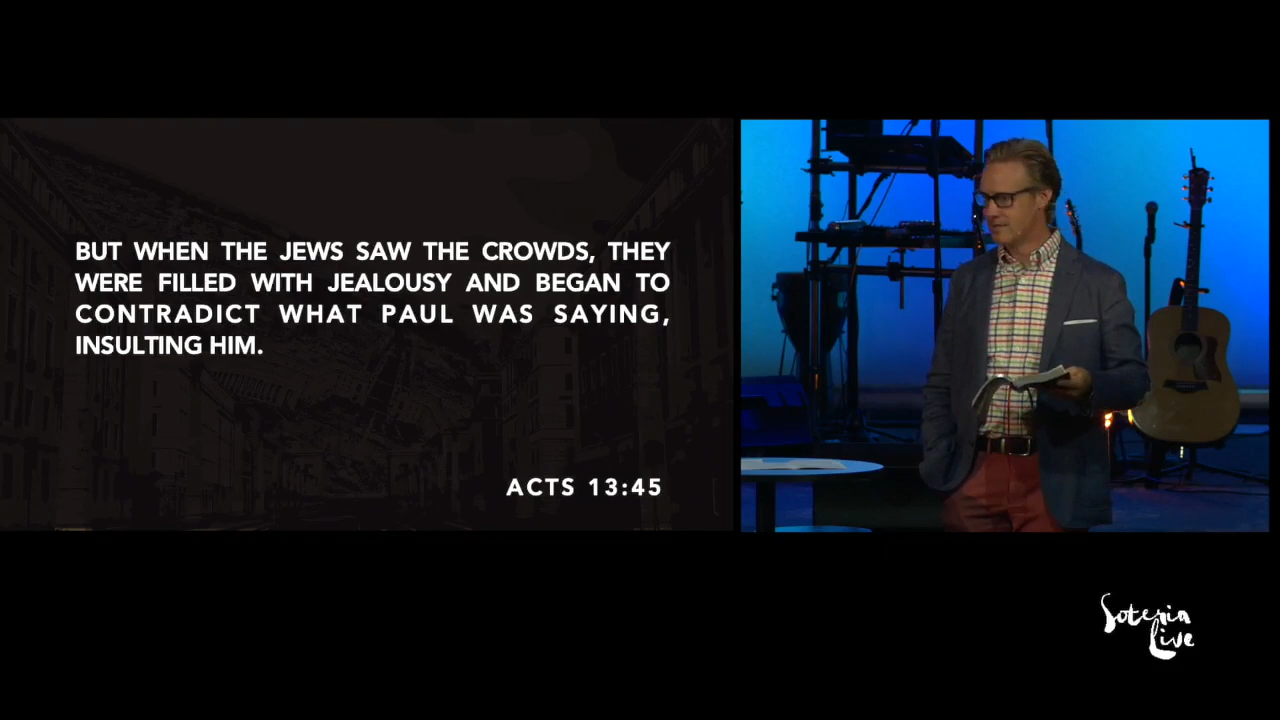 BUT WHEN THE JEWS SAW THE CROWDS, THEY
WERE FILLED WITH JEALOUSY AND BEGAN TO
CONTRADICT WHAT PAUL WAS SAYING,
INSULTING HIM.
ACTS 13:45
Soteria
Live